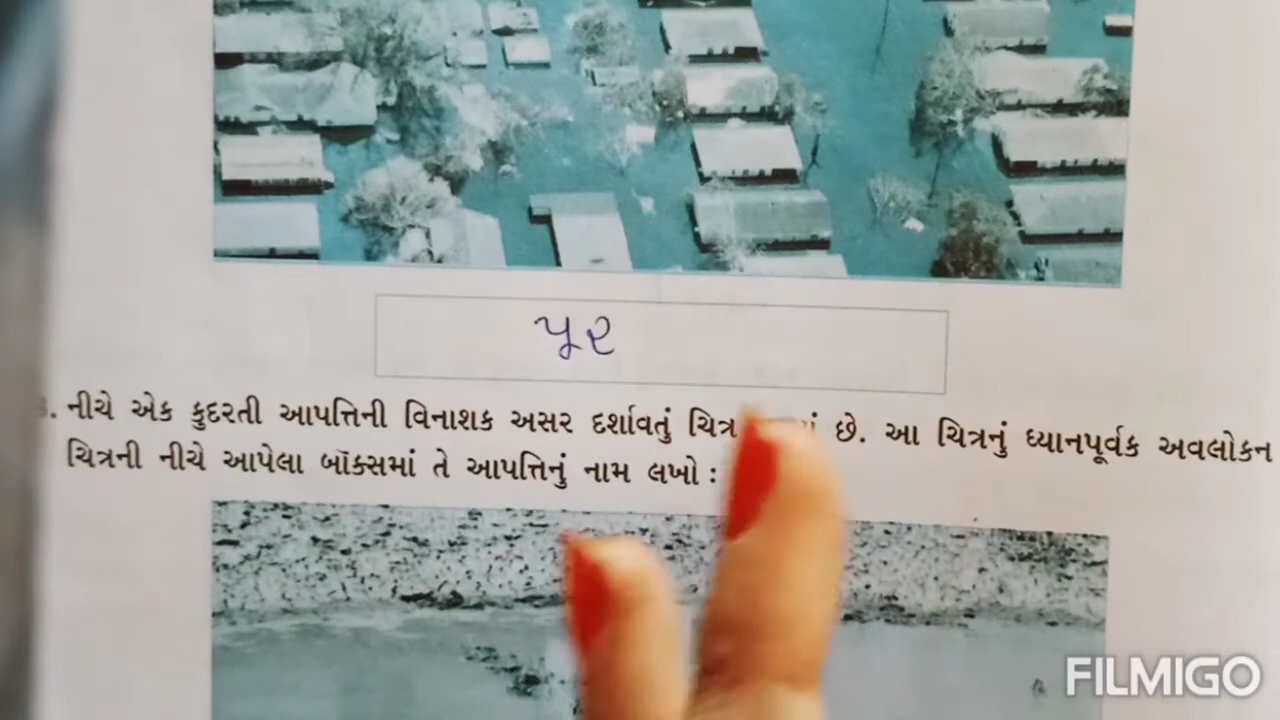 પૂર
નીચે એક કુદરતી આપત્તિની વિનાશક અસર દર્શાવતું ચિત્ર છે. આ ચિત્રનું ધ્યાનપૂર્વક અવલોકન
ચિત્રની નીચે આપેલા બૉક્સમાં તે આપત્તિનું નામ લખો :
FILMIGO